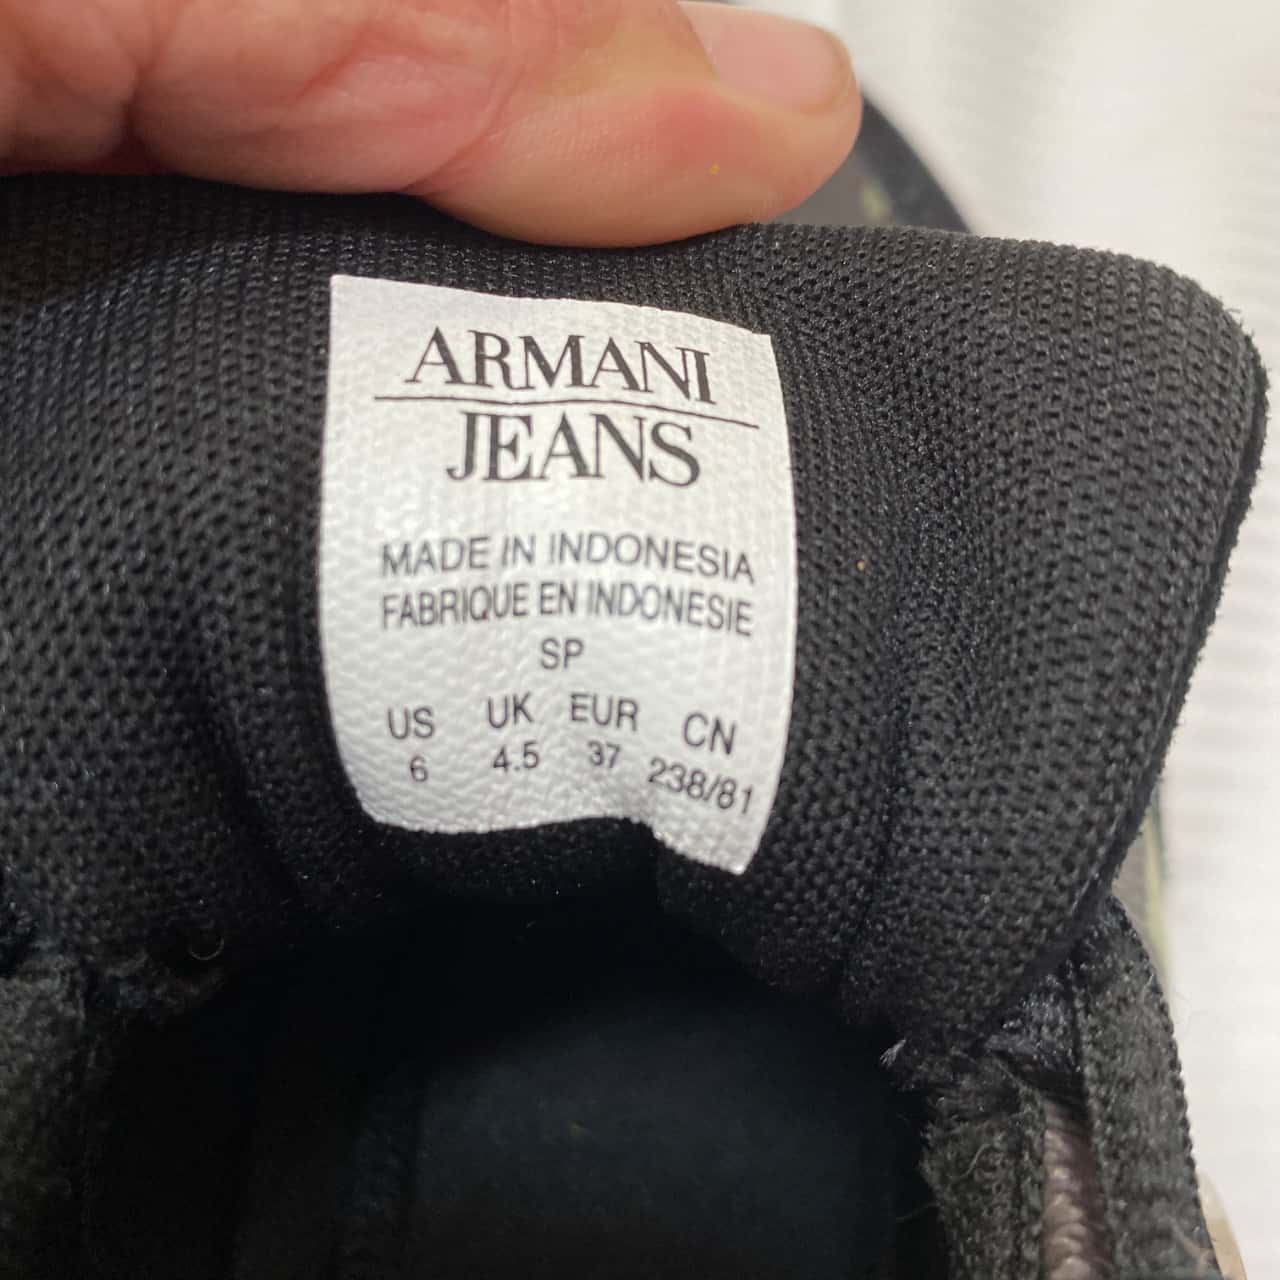 ARMANI
JEANS
MADE IN INDONESIA
FABRIQUE EN INDONESIE
SP
US UK EUR CN
6 4.5 37 238/81